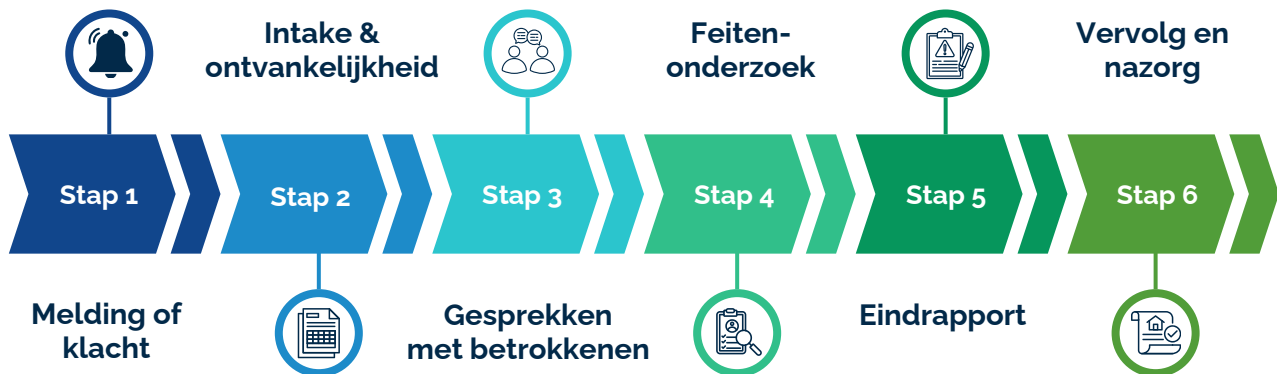 Intake &
ontvankelijkheid
Feiten-
onderzoek
Vervolg en
nazorg
Stap 1
Stap 2
Stap 3
Stap 4
Stap 5
Stap 6
Melding of
klacht
Gesprekken
met betrokkenen
Eindrapport